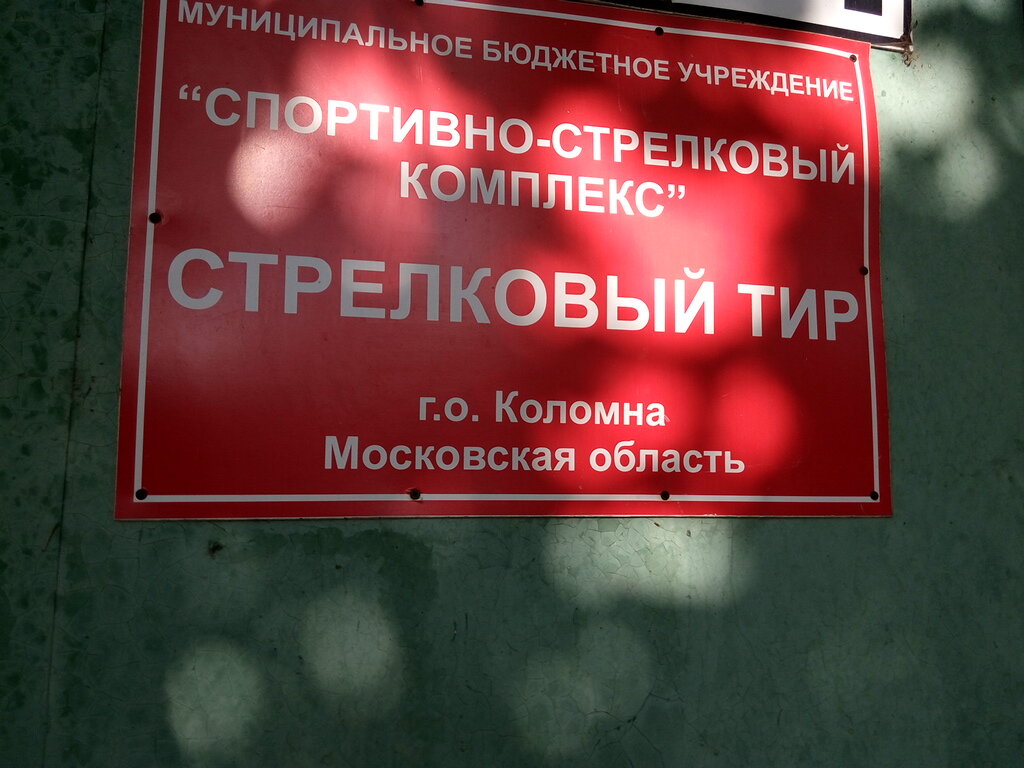 МУНИЦИПАЛЬНОЕ БЮДЖЕТНОЕ УЧРЕЖДЕНИЕ
“СПОРТИВНО-СТРЕЛКОВЫЙ
КОМПЛЕКС”
СТРЕЛКОВЫЙ ТИР
г.о. Коломна
Московская область